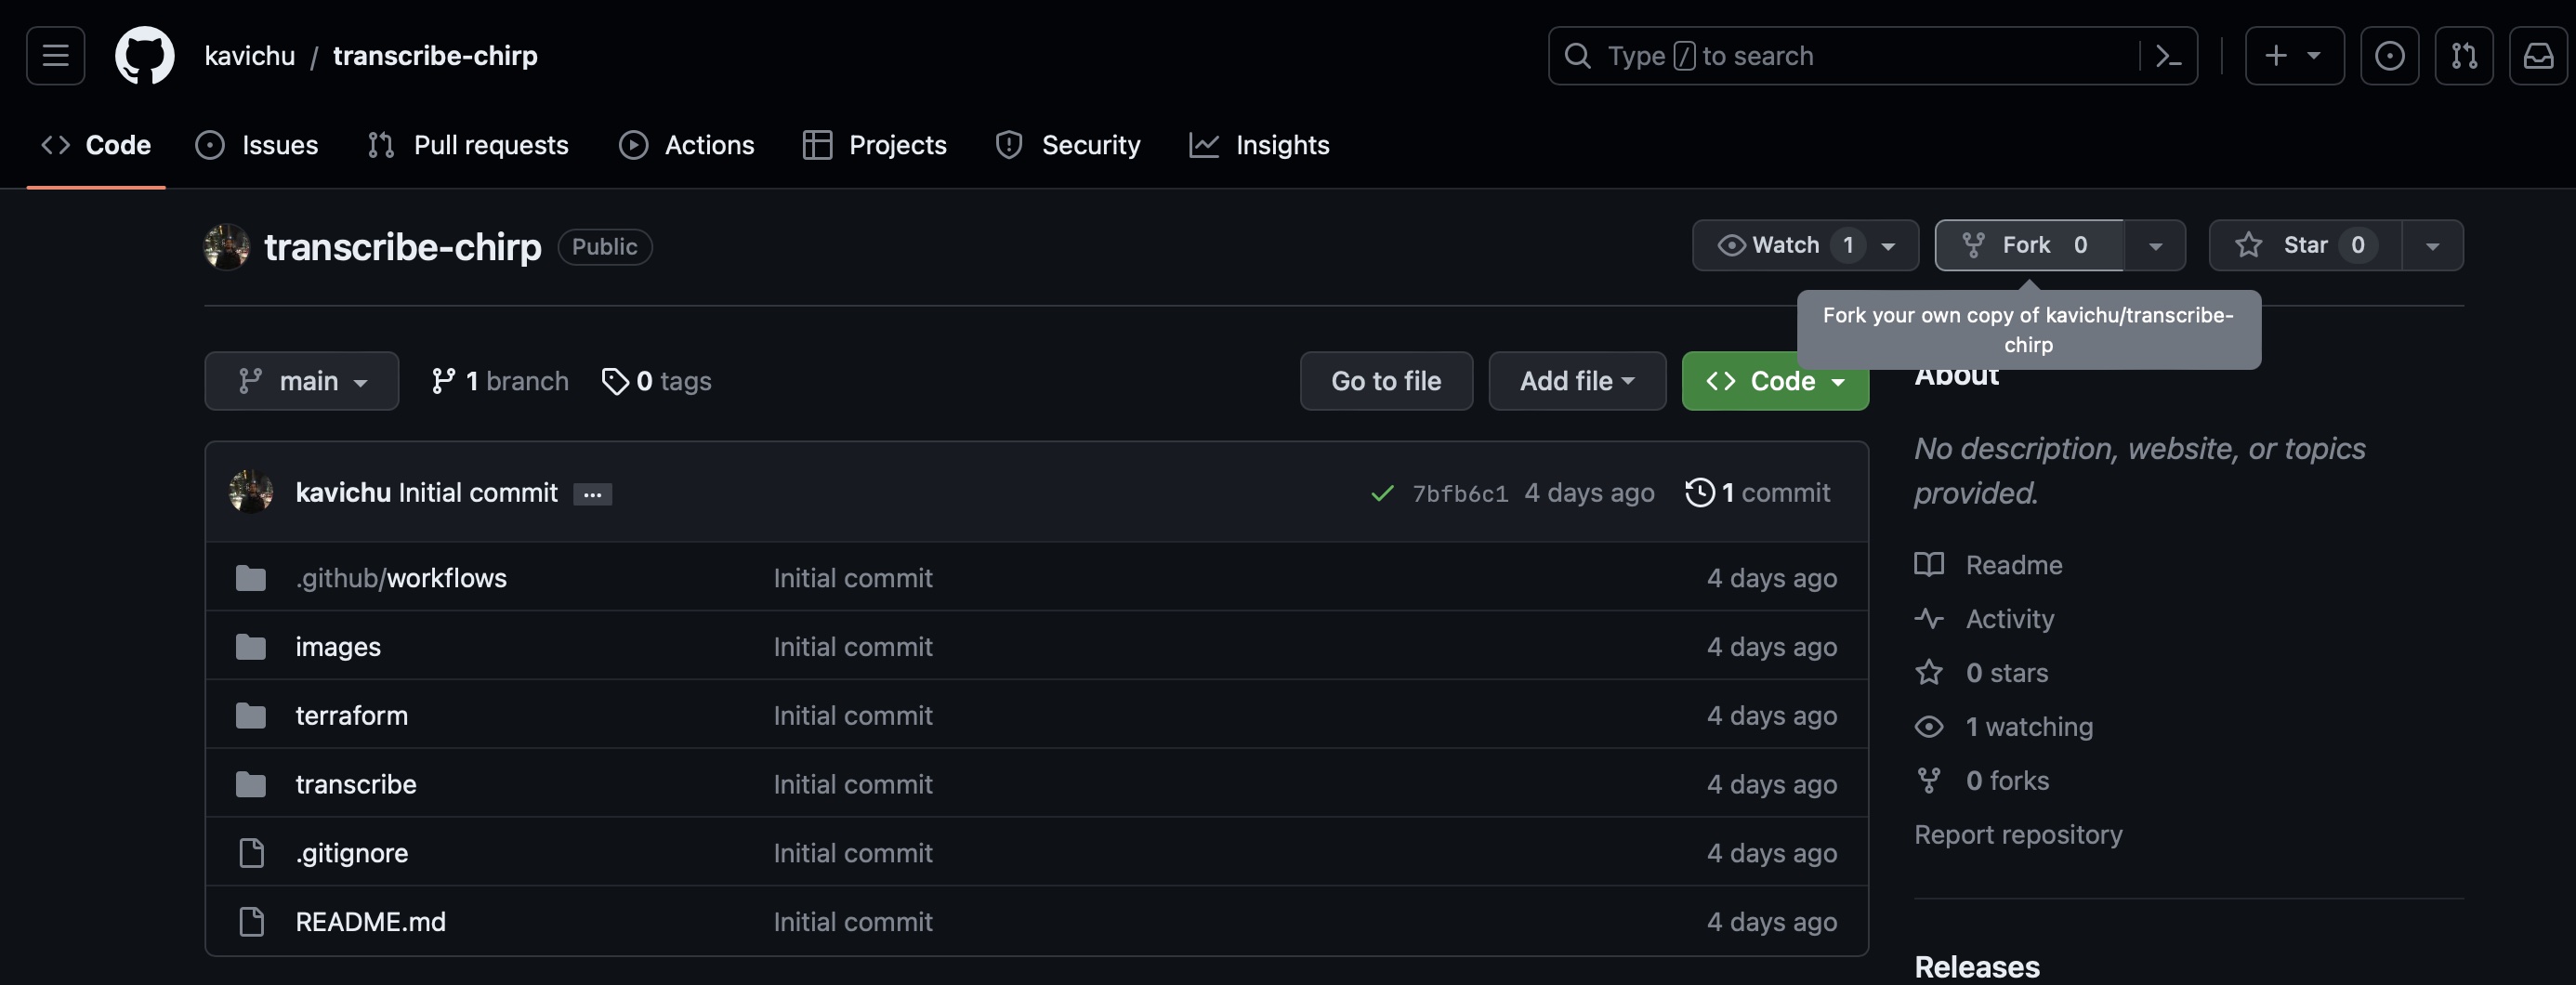 kavichu / transcribe-chirp
Type / to search
Code Issues Pull requests Actions Projects Security Insights
transcribe-chirp Public
Watch 1 Fork 0 Star 0
Fork your own copy of kavichu/transcribe-
chirp
main 1 branch 0 tags
Go to file Add file Code
About
No description, website, or topics
provided.
kavichu Initial commit ... 7bfb6c1 4 days ago 1 commit
.github/workflows Initial commit 4 days ago
images Initial commit 4 days ago
terraform Initial commit 4 days ago
transcribe Initial commit 4 days ago
.gitignore Initial commit 4 days ago
README.md Initial commit 4 days ago
Readme
Activity
0 stars
1 watching
0 forks
Report repository
Releases